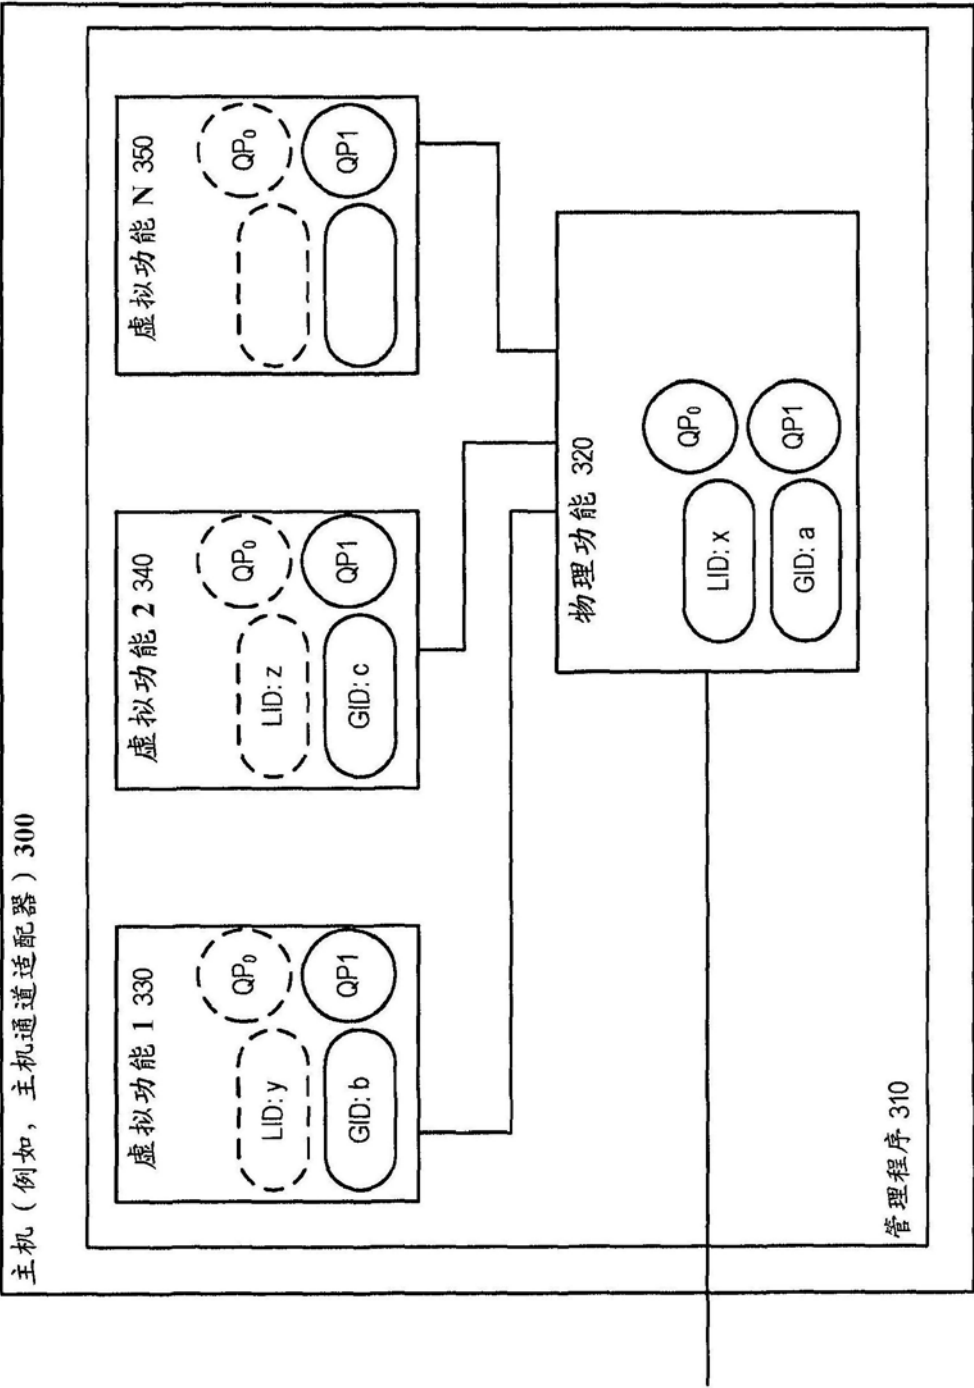 主机（例如，主机通道适配器）300
虚拟功能 1 330
LID: y
QP₀
GID: b
QP1
虚拟功能 2 340
LID: z
QP₀
GID: c
QP1
虚拟功能 N 350
QP₀
QP1
物理功能 320
LID: x
QP₀
GID: a
QP1
管理程序 310